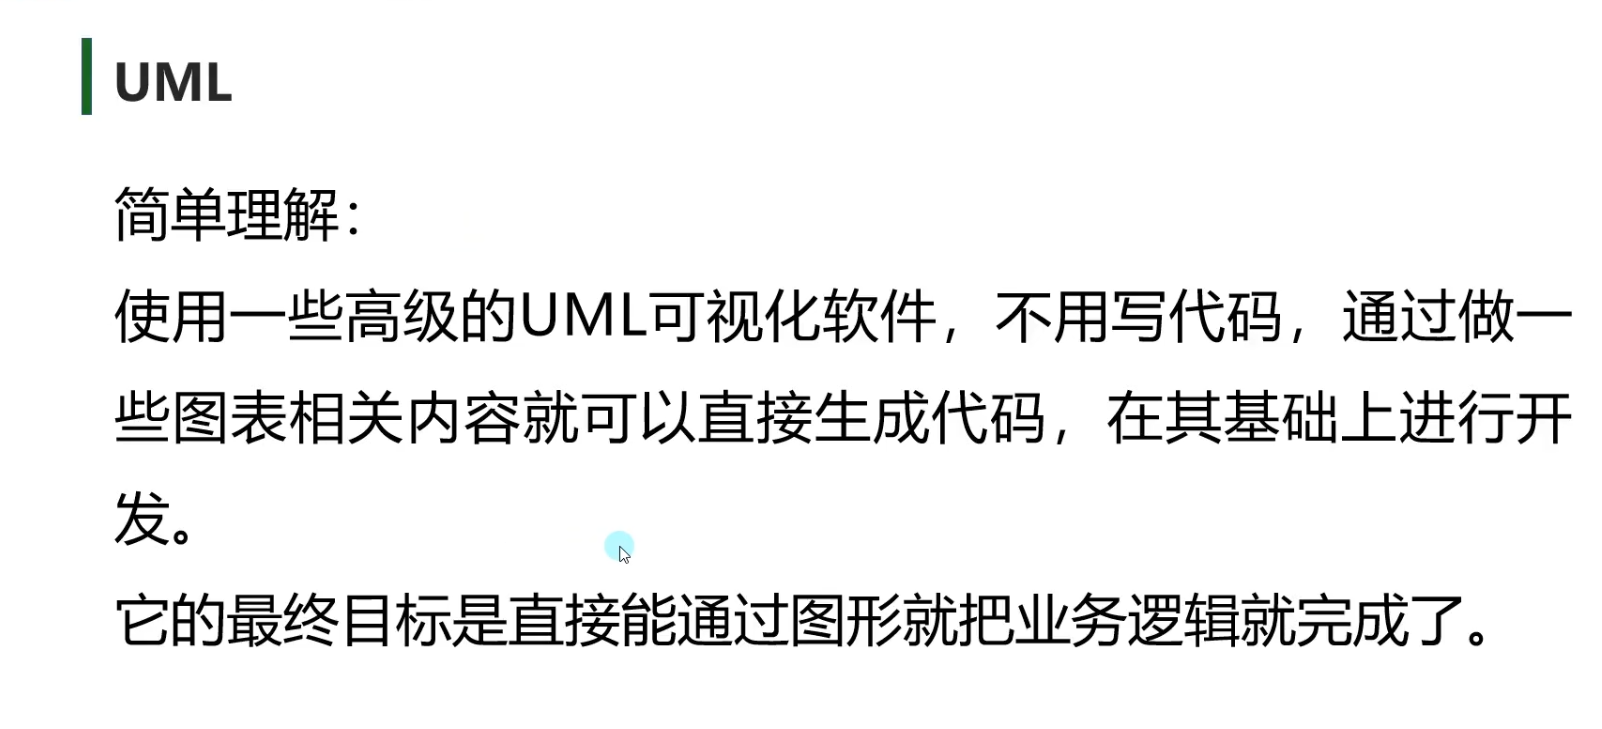 UML
简单理解：
使用一些高级的UML可视化软件，不用写代码，通过做一
些图表相关内容就可以直接生成代码，在其基础上进行开
发。
它的最终目标是直接能通过图形就把业务逻辑就完成了。